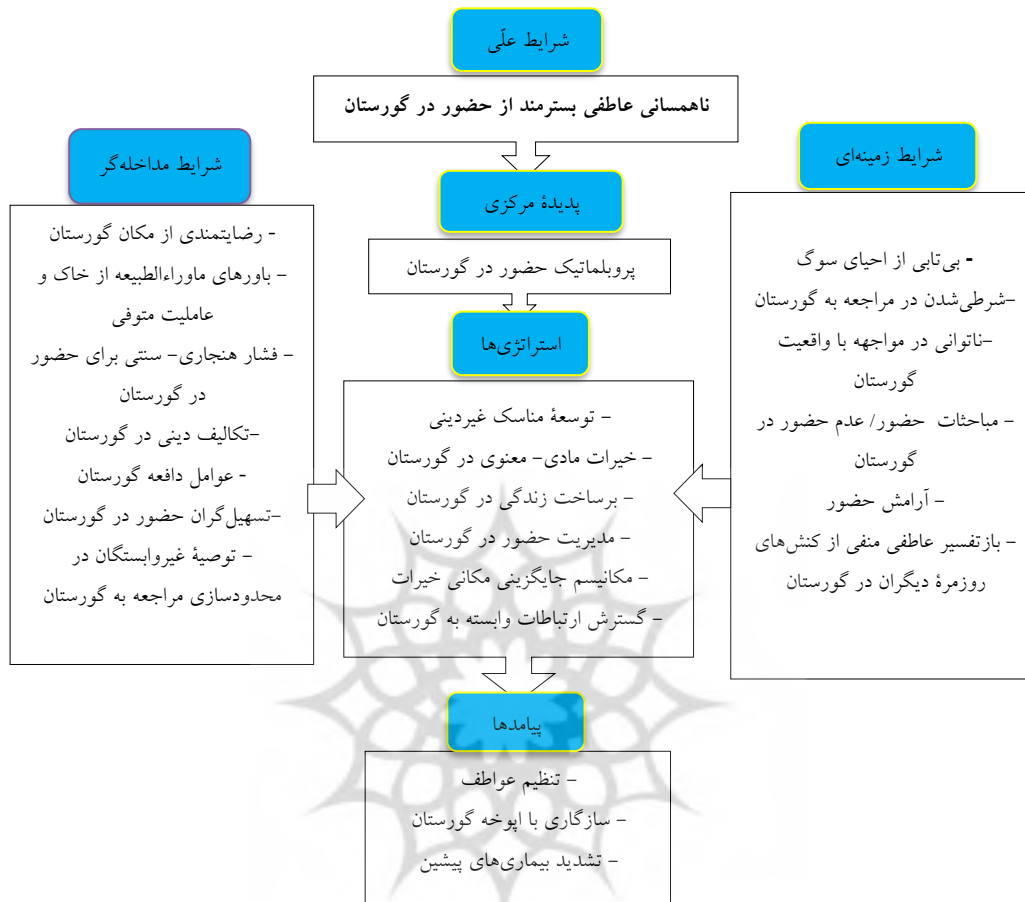 شرایط علّی
ناهمسانی عاطفی بسترمند از حضور در گورستان
شرایط زمینه‌ای
- بی‌تابی از احیای سوگ
-شرطی‌شدن در مراجعه به گورستان
-ناتوانی در مواجهه با واقعیت
گورستان
- مباحثات حضور/ عدم حضور در
گورستان
- آرامش حضور
- بازتفسیر عاطفی منفی از کنش‌های
روزمرۀ دیگران در گورستان
پدیدۀ مرکزی
پروبلماتیک حضور در گورستان
استراتژی‌ها
- توسعۀ مناسک غیردینی
- خیرات مادی- معنوی در گورستان
- برساخت زندگی در گورستان
- مدیریت حضور در گورستان
- مکانیسم جایگزینی مکانی خیرات
- گسترش ارتباطات وابسته به گورستان
شرایط مداخله‌گر
- رضایتمندی از مکان گورستان
- باورهای ماوراءالطبیعه از خاک و
عاملیت متوفی
- فشار هنجاری- سنتی برای حضور
در گورستان
-تکالیف دینی در گورستان
- عوامل دافعه گورستان
-تسهیل‌گران حضور در گورستان
- توصیۀ غیروابستگان در
محدودسازی مراجعه به گورستان
پیامدها
- تنظیم عواطف
- سازگاری با اپوخه گورستان
- تشدید بیماری‌های پیشین